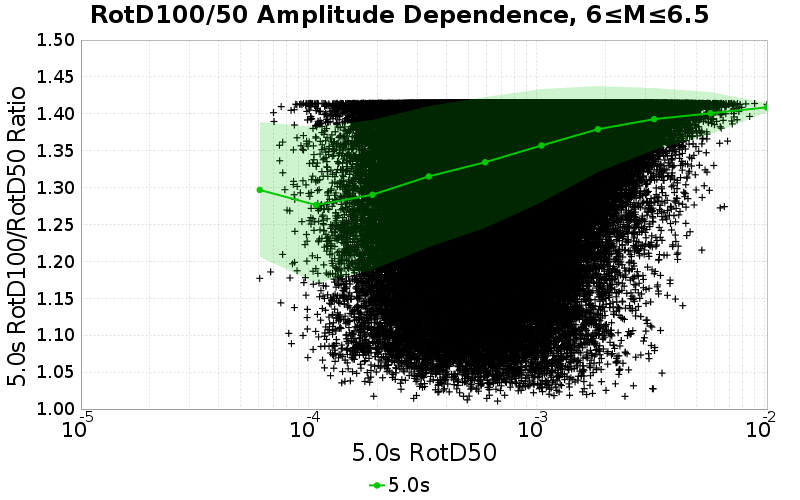 RotD100/50 Amplitude Dependence, 6≤M≤6.5
5.0s RotD100/RotD50 Ratio
1.50
1.45
1.40
1.35
1.30
1.25
1.20
1.15
1.10
1.05
1.00
10-5 10-4 10-3 10-2
5.0s RotD50
5.0s